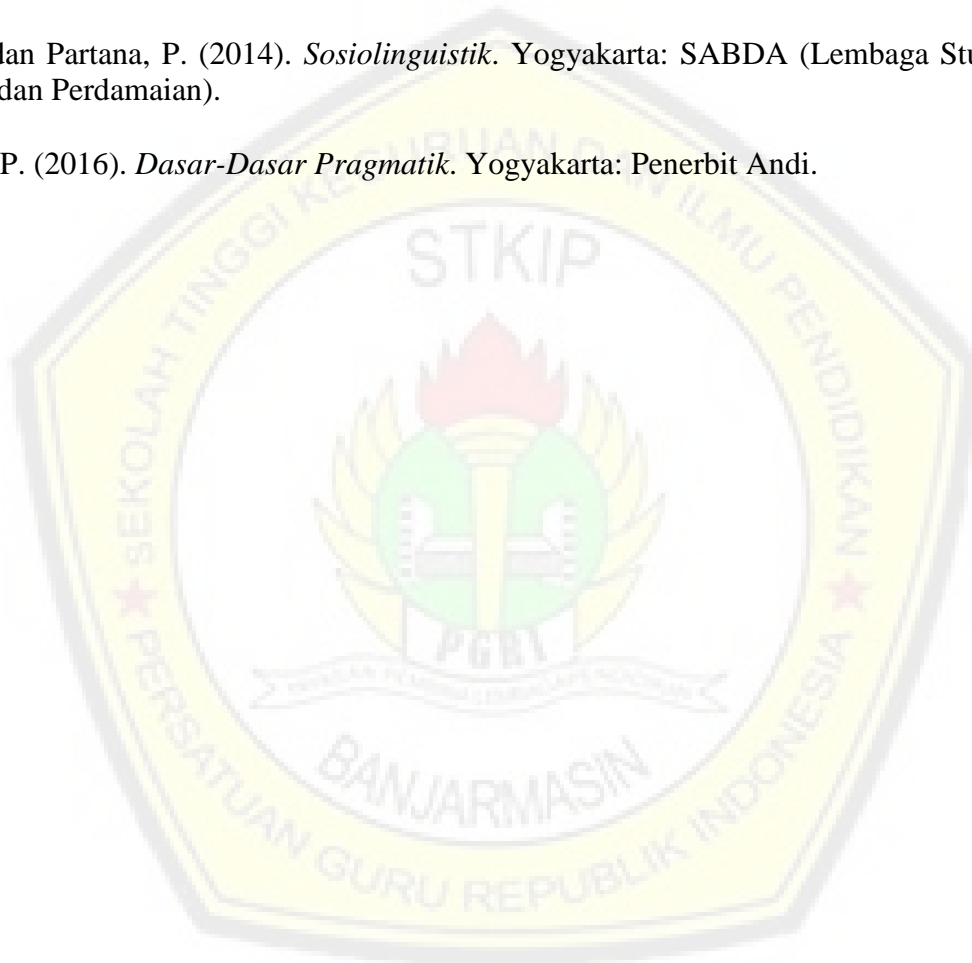 dan Partana, P. (2014). Sosiolinguistik. Yogyakarta: SABDA (Lembaga Stu
dan Perdamaian).
P. (2016). Dasar-Dasar Pragmatik. Yogyakarta: Penerbit Andi.
SEKOLAH TINGGI KEGURUAN DAN ILMU PENDIDIKAN
STKIP
PGRI
BANJARMASIN
PERSATUAN GURU REPUBLIK INDONESIA